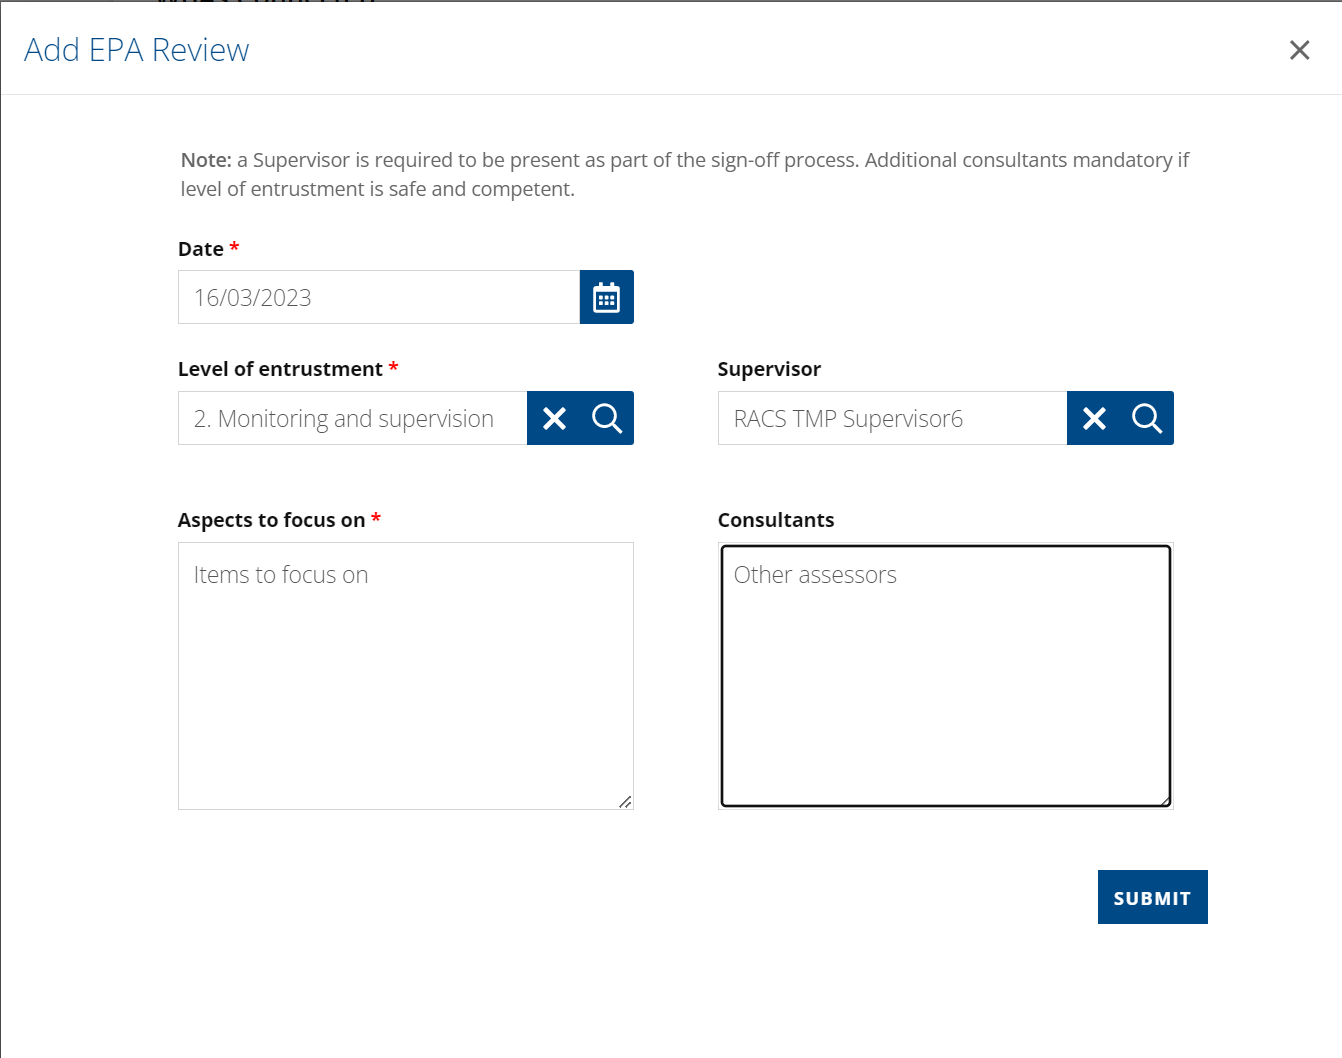 Add EPA Review
Note: a Supervisor is required to be present as part of the sign-off process. Additional consultants mandatory if
level of entrustment is safe and competent.
Date *
16/03/2023
Level of entrustment *
Supervisor
2. Monitoring and supervision
RACS TMP Supervisor6
Aspects to focus on *
Consultants
Items to focus on
Other assessors
SUBMIT